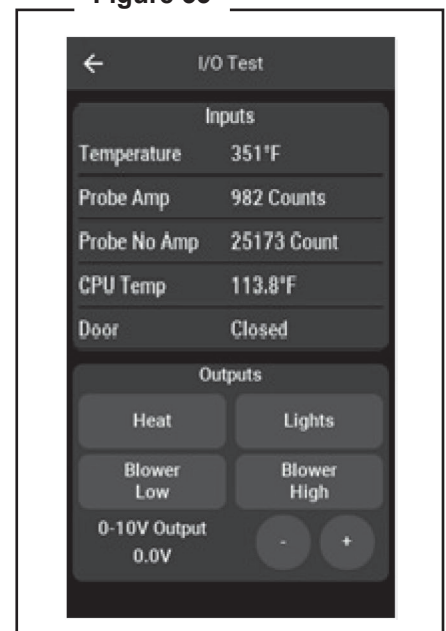 I/O Test
Inputs
Temperature 351°F
Probe Amp 982 Counts
Probe No Amp 25173 Count
CPU Temp 113.8°F
Door Closed
Outputs
Heat Lights
Blower Blower
Low High
0-10V Output - +
0.0V